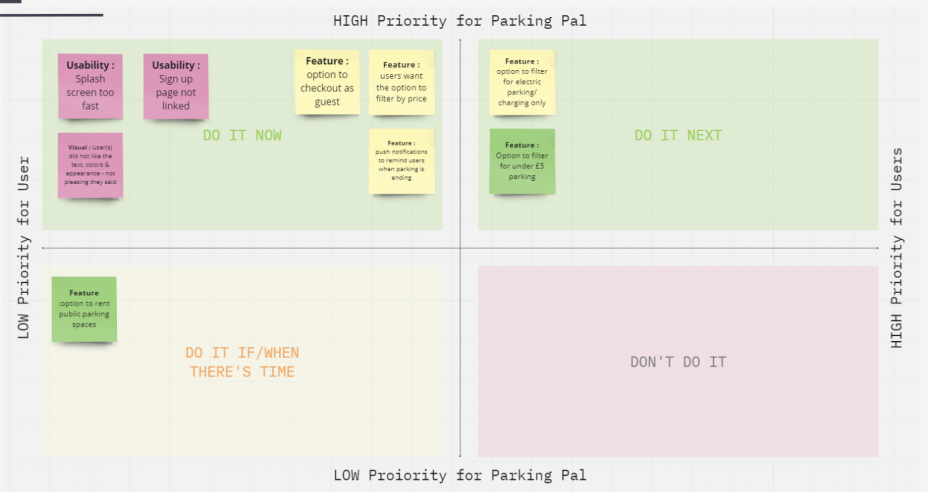 HIGH Priority for Parking Pal
Usability :
Splash
screen too
fast
Usability :
Sign up
page not
linked
Feature :
option to
checkout as
guest
Feature :
users want
the option to
filter by price
Visual : User(s)
did not like the
text, colors &
appearance - not
pleasing they said
DO IT NOW
Feature :
push notifications
to remind users
when parking is
ending
Feature :
option to filter
for electric
parking/
charging only
DO IT NEXT
Feature :
Option to filter
for under £5
parking
LOW Priority for User
HIGH Priority for Users
Feature
:option to rent
public parking
spaces
DO IT IF/WHEN
THERE'S TIME
DON'T DO IT
LOW Proiority for Parking Pal